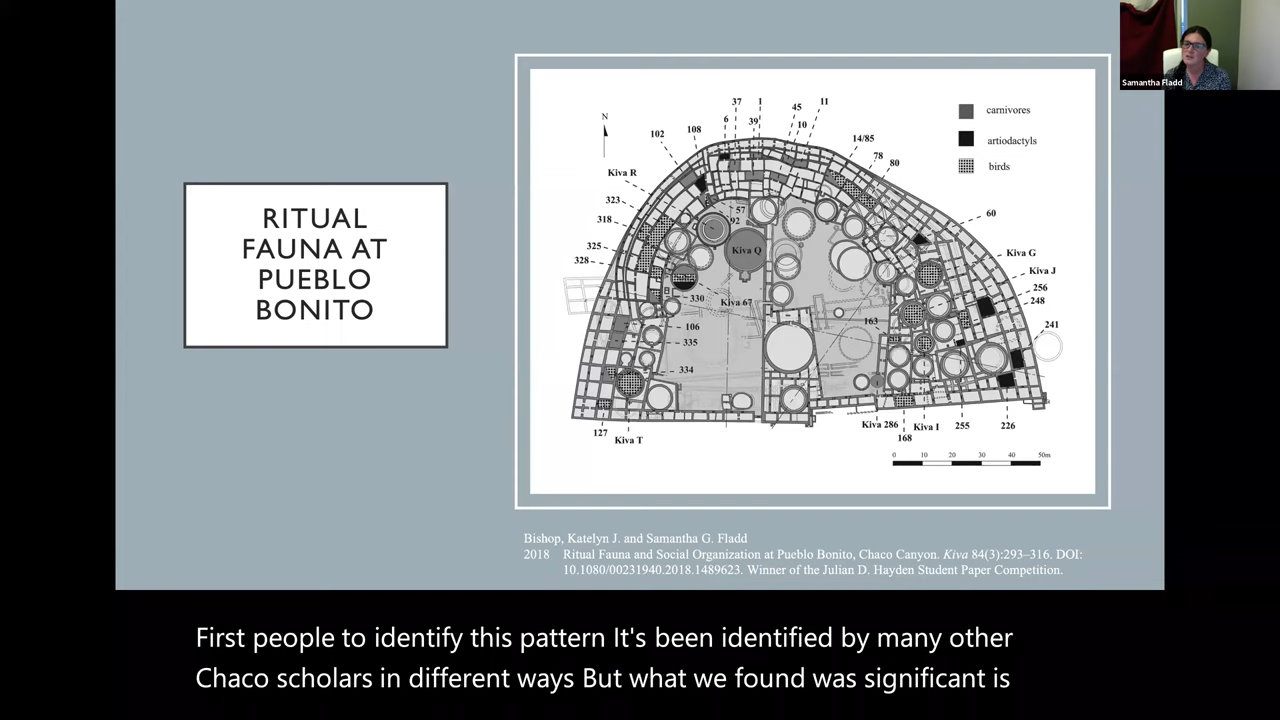 Samantha Fladd
RITUAL
FAUNA AT
PUEBLO
BONITO
N
37
1
45
11
6
39
10
102
108
14/85
78
80
Kiva R
323
318
57
92
60
325
328
Kiva Q
Kiva G
Kiva J
256
248
330
Kiva 67
163
241
106
335
334
127
Kiva T
Kiva 286
168
Kiva I
255
226
0 10 20 30 40 50m
carnivores
artiodactyls
birds
Bishop, Katelyn J. and Samantha G. Fladd
2018 Ritual Fauna and Social Organization at Pueblo Bonito, Chaco Canyon. Kiva 84(3):293–316. DOI:
10.1080/00231940.2018.1489623. Winner of the Julian D. Hayden Student Paper Competition.
First people to identify this pattern It's been identified by many other
Chaco scholars in different ways But what we found was significant is